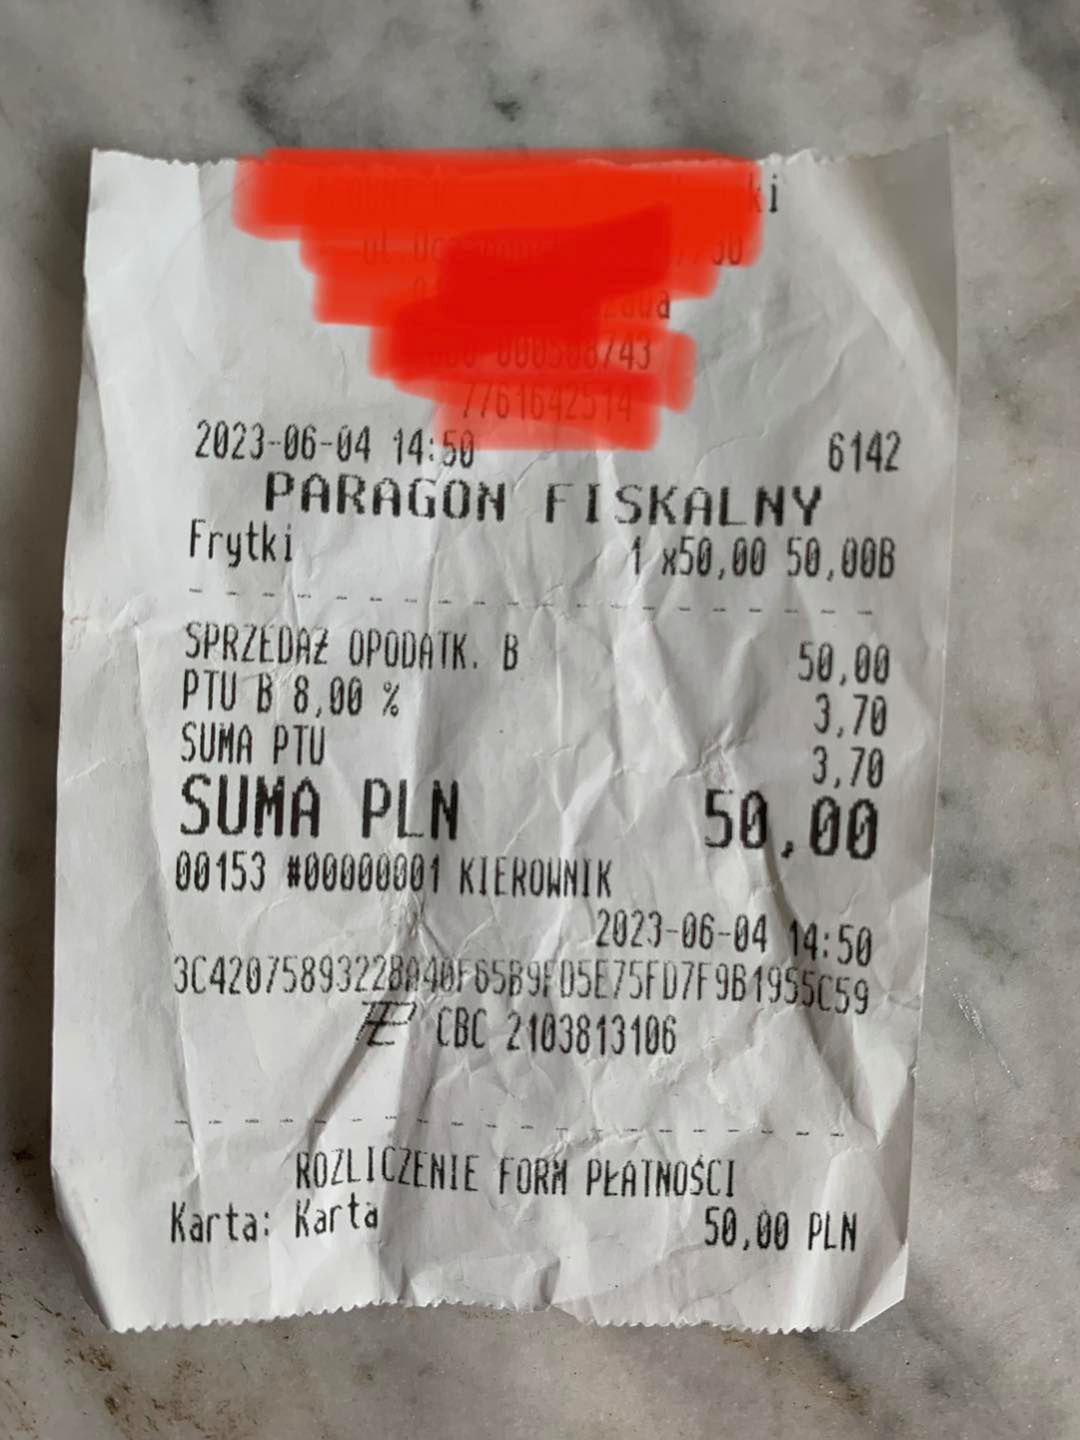 2023-06-04 14:50 6142
PARAGON FISKALNY
Frytki 1 x50,00 50,00B
SPRZEDAŻ OPODATK. B 50,00
PTU B 8,00 % 3,70
SUMA PTU 3,70
SUMA PLN 50,00
00153 #00000001 KIEROWNIK
2023-06-04 14:50
3C42075893228A40F65B9FD5E75FD7F9B1955C59
CBC 2103813106
ROZLICZENIE FORM PŁATNOŚCI
Karta: Karta 50,00 PLN